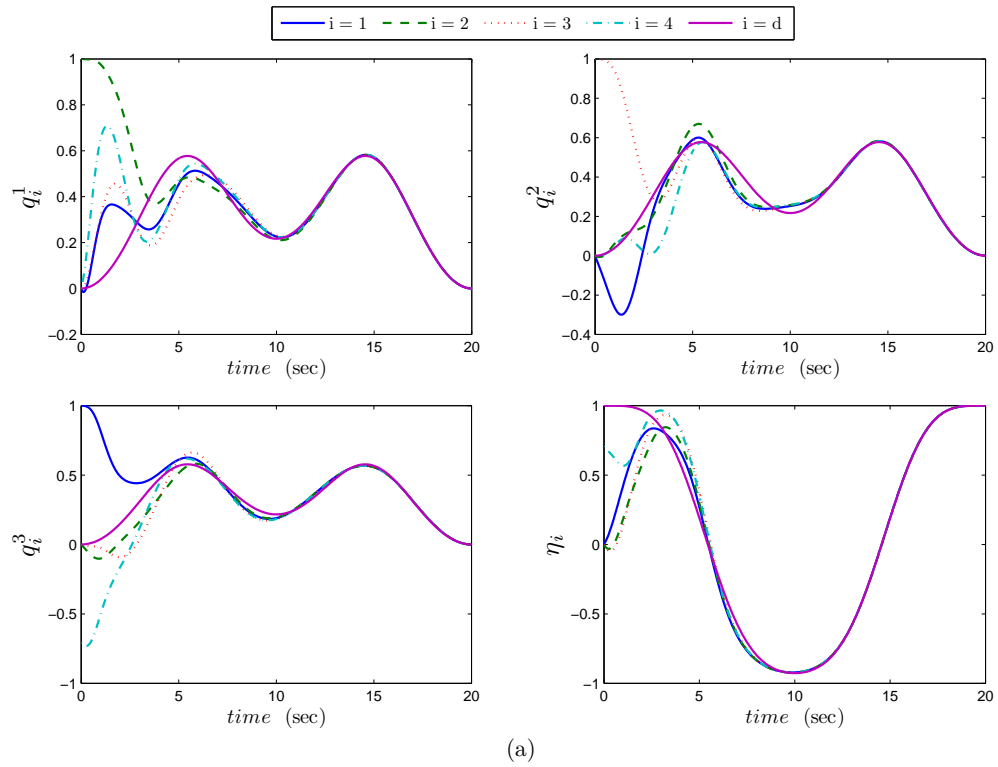 i = 1 i = 2 i = 3 i = 4 i = d
1
0.8
0.6
0.4
0.2
0
−0.2
q_i^1
0 5 10 15 20
time (sec)
1
0.8
0.6
0.4
0.2
0
−0.2
−0.4
q_i^2
0 5 10 15 20
time (sec)
1
0.5
0
−0.5
−1
q_i^3
0 5 10 15 20
time (sec)
1
0.5
0
−0.5
−1
η_i
0 5 10 15 20
time (sec)
(a)